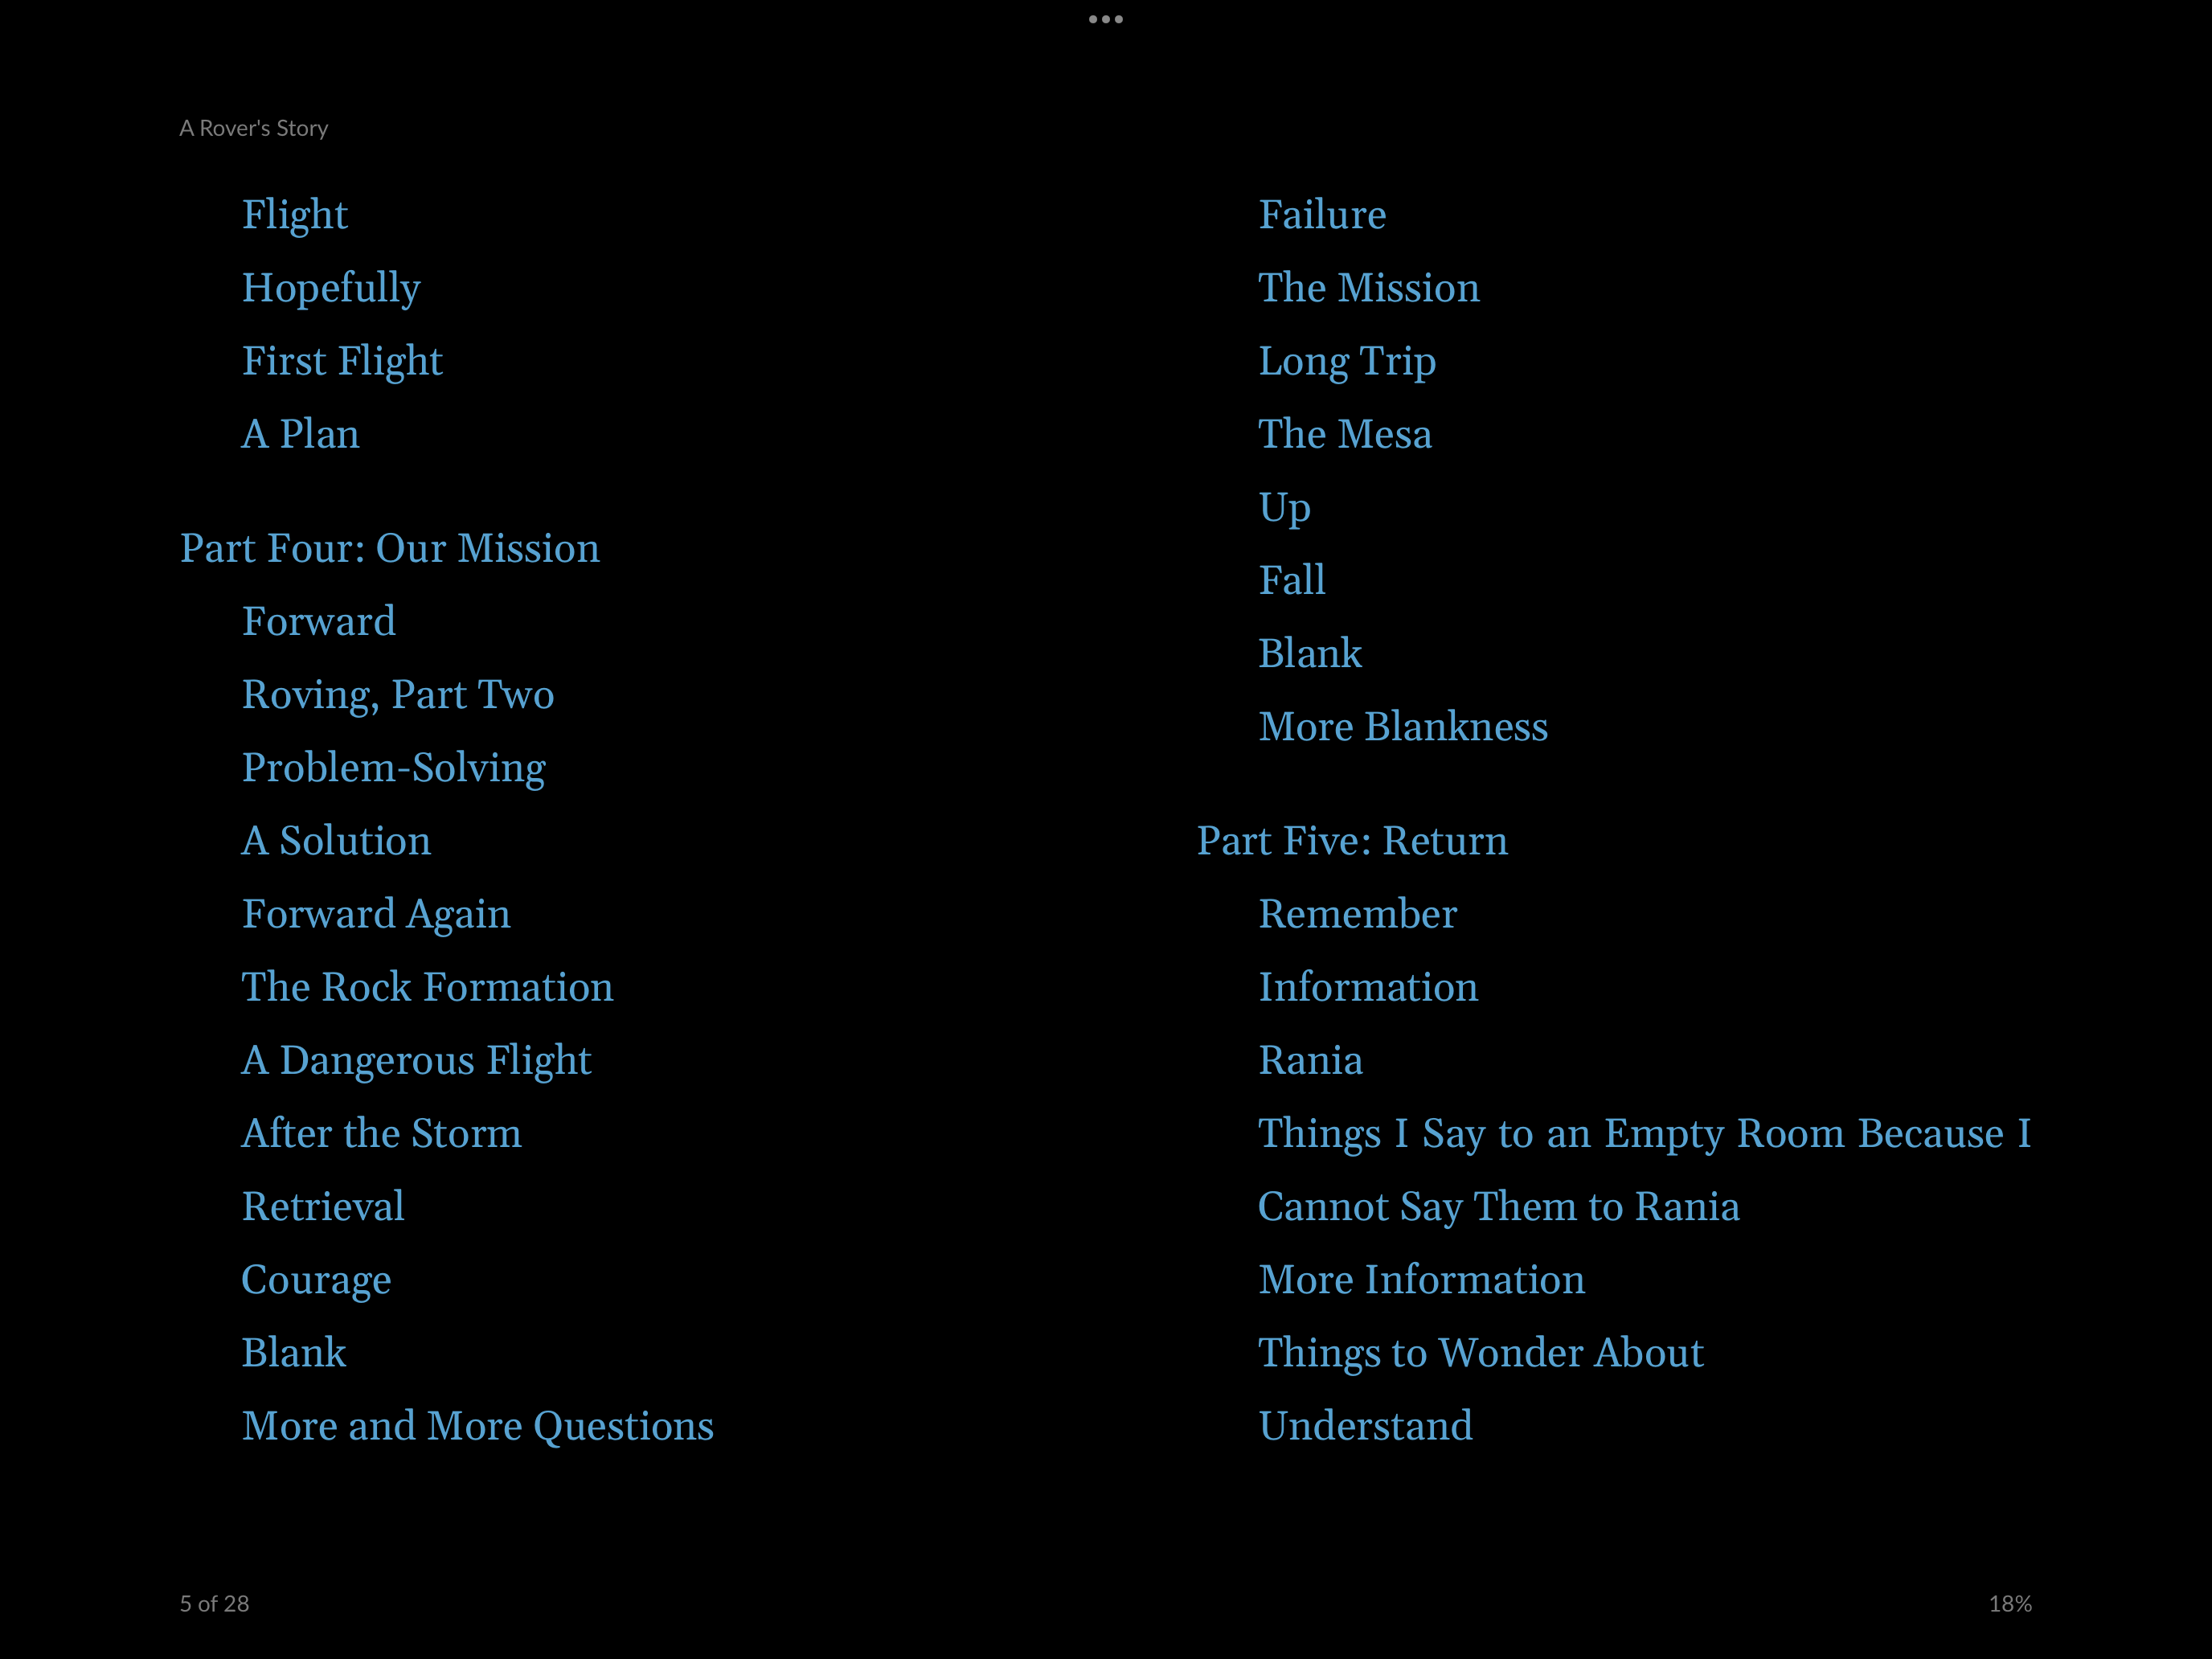 A Rover's Story
Flight
Hopefully
First Flight
A Plan
Part Four: Our Mission
Forward
Roving, Part Two
Problem-Solving
A Solution
Forward Again
The Rock Formation
A Dangerous Flight
After the Storm
Retrieval
Courage
Blank
More and More Questions
Failure
The Mission
Long Trip
The Mesa
Up
Fall
Blank
More Blankness
Part Five: Return
Remember
Information
Rania
Things I Say to an Empty Room Because I
Cannot Say Them to Rania
More Information
Things to Wonder About
Understand
5 of 28
18%